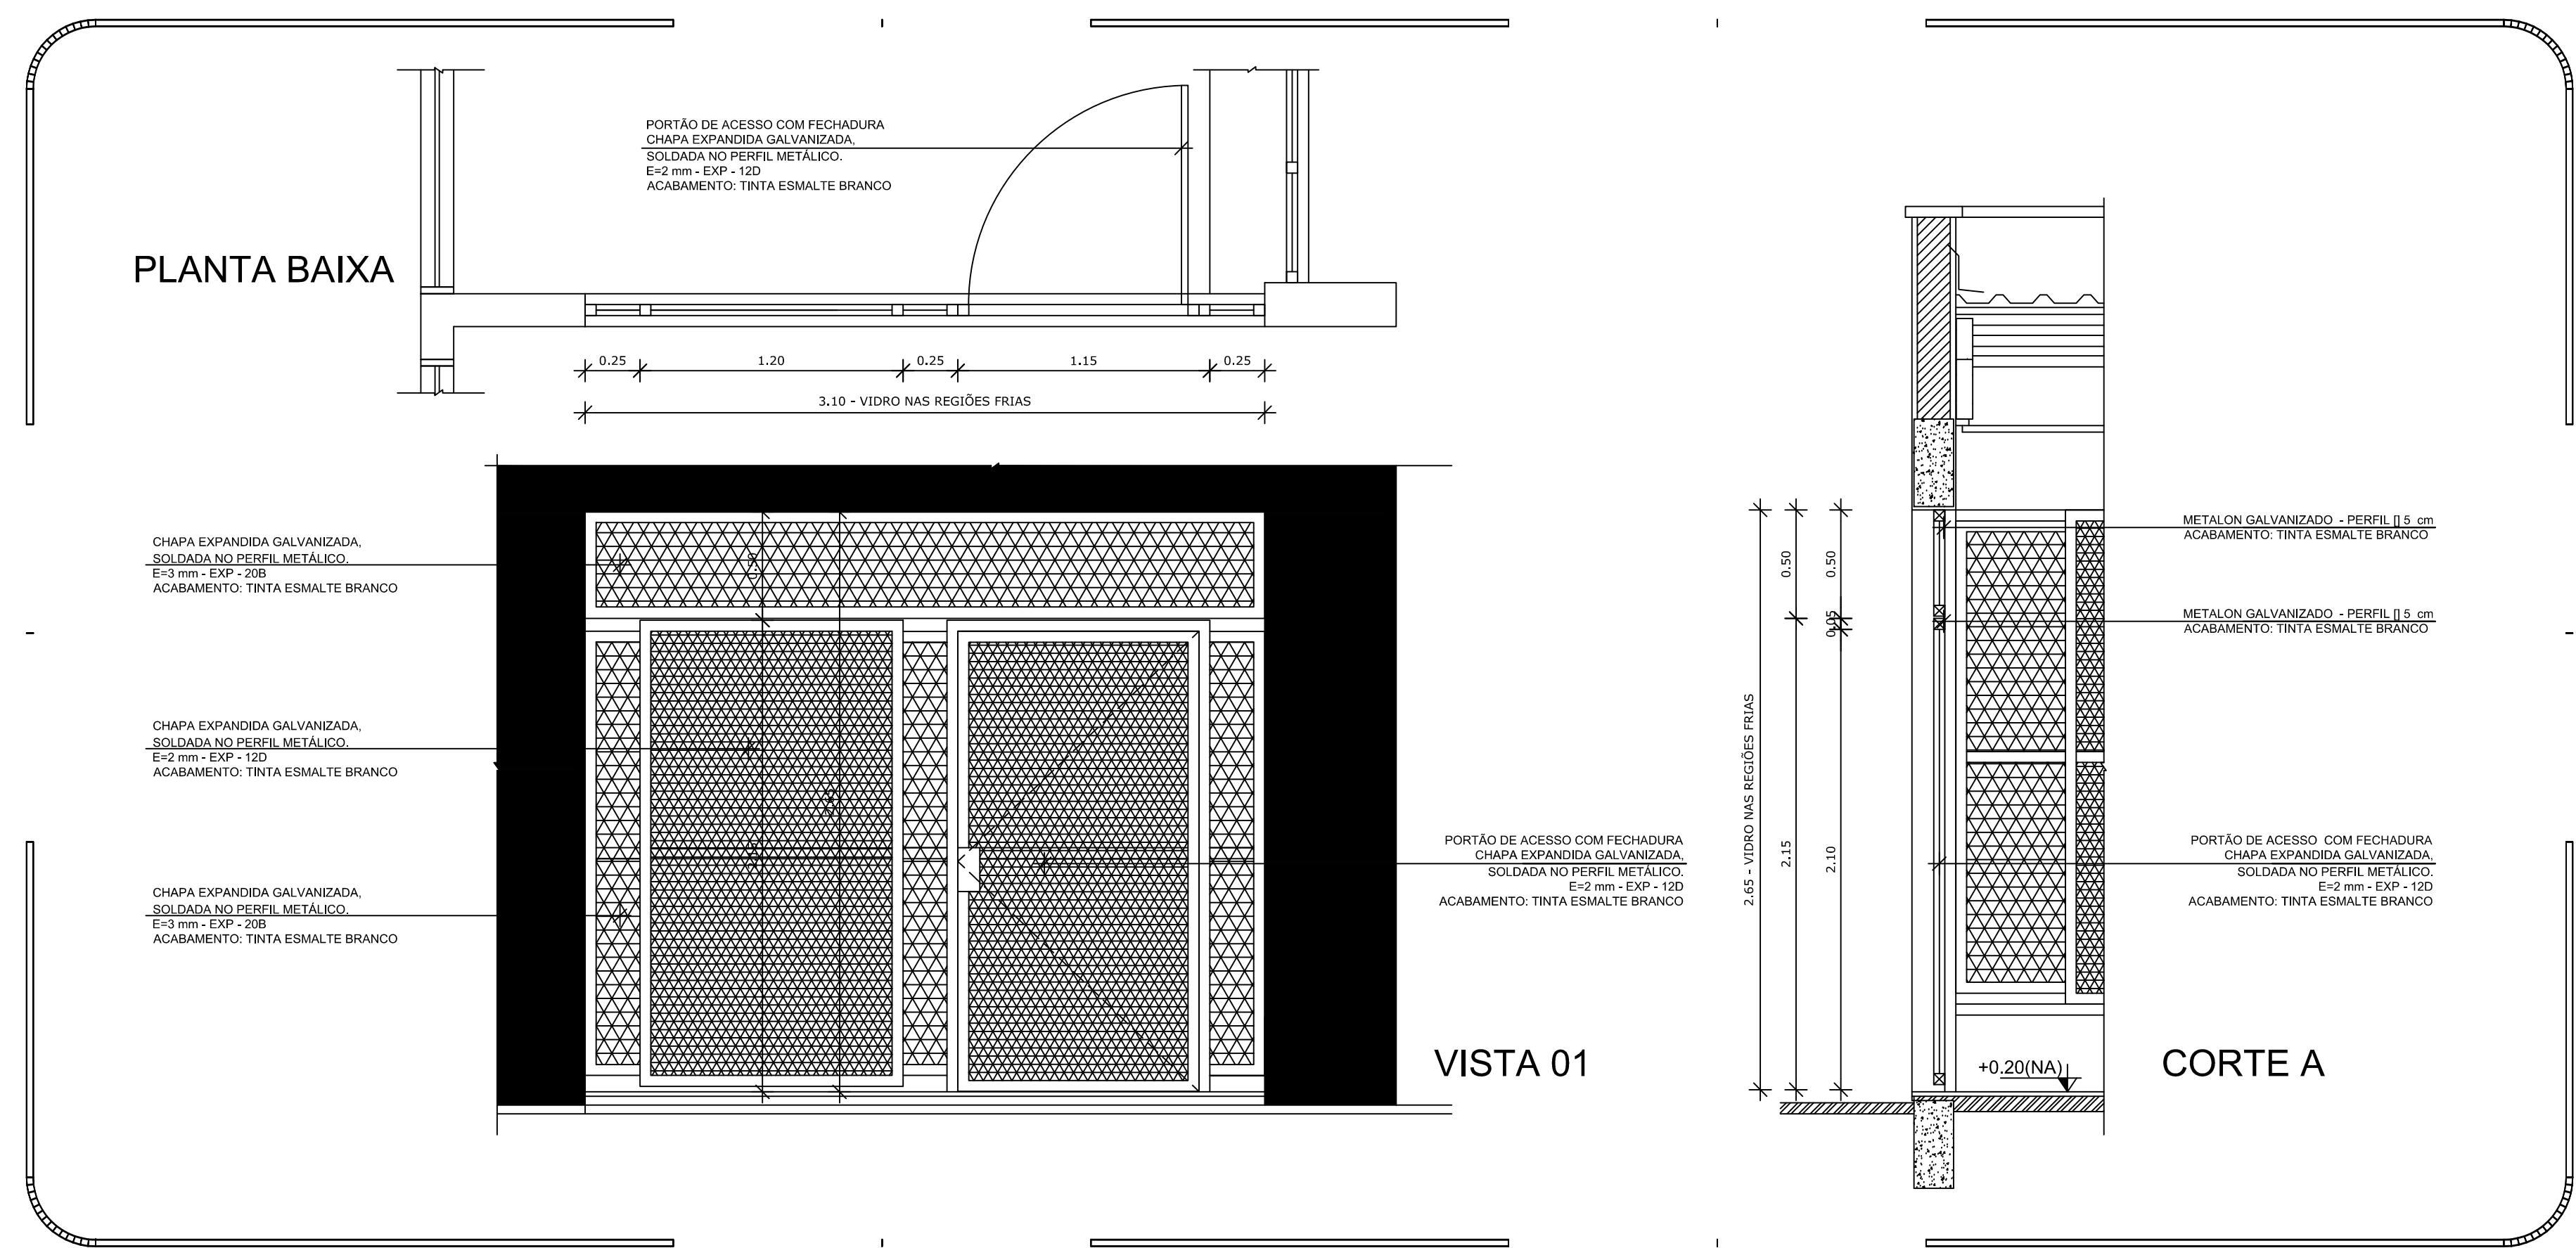 PORTÃO DE ACESSO COM FECHADURA
CHAPA EXPANDIDA GALVANIZADA,
SOLDADA NO PERFIL METÁLICO.
E=2 mm - EXP - 12D
ACABAMENTO: TINTA ESMALTE BRANCO
PLANTA BAIXA
0.25
1.20
0.25
1.15
0.25
3.10 - VIDRO NAS REGIÕES FRIAS
CHAPA EXPANDIDA GALVANIZADA,
SOLDADA NO PERFIL METÁLICO.
E=3 mm - EXP - 20B
ACABAMENTO: TINTA ESMALTE BRANCO
CHAPA EXPANDIDA GALVANIZADA,
SOLDADA NO PERFIL METÁLICO.
E=2 mm - EXP - 12D
ACABAMENTO: TINTA ESMALTE BRANCO
CHAPA EXPANDIDA GALVANIZADA,
SOLDADA NO PERFIL METÁLICO.
E=3 mm - EXP - 20B
ACABAMENTO: TINTA ESMALTE BRANCO
0.50
2.65
PORTÃO DE ACESSO COM FECHADURA
CHAPA EXPANDIDA GALVANIZADA,
SOLDADA NO PERFIL METÁLICO.
E=2 mm - EXP - 12D
ACABAMENTO: TINTA ESMALTE BRANCO
VISTA 01
2.65 - VIDRO NAS REGIÕES FRIAS
0.50
2.15
0.50
0.05
2.10
METALON GALVANIZADO - PERFIL [] 5 cm
ACABAMENTO: TINTA ESMALTE BRANCO
METALON GALVANIZADO - PERFIL [] 5 cm
ACABAMENTO: TINTA ESMALTE BRANCO
PORTÃO DE ACESSO COM FECHADURA
CHAPA EXPANDIDA GALVANIZADA,
SOLDADA NO PERFIL METÁLICO.
E=2 mm - EXP - 12D
ACABAMENTO: TINTA ESMALTE BRANCO
+0.20(NA)
CORTE A